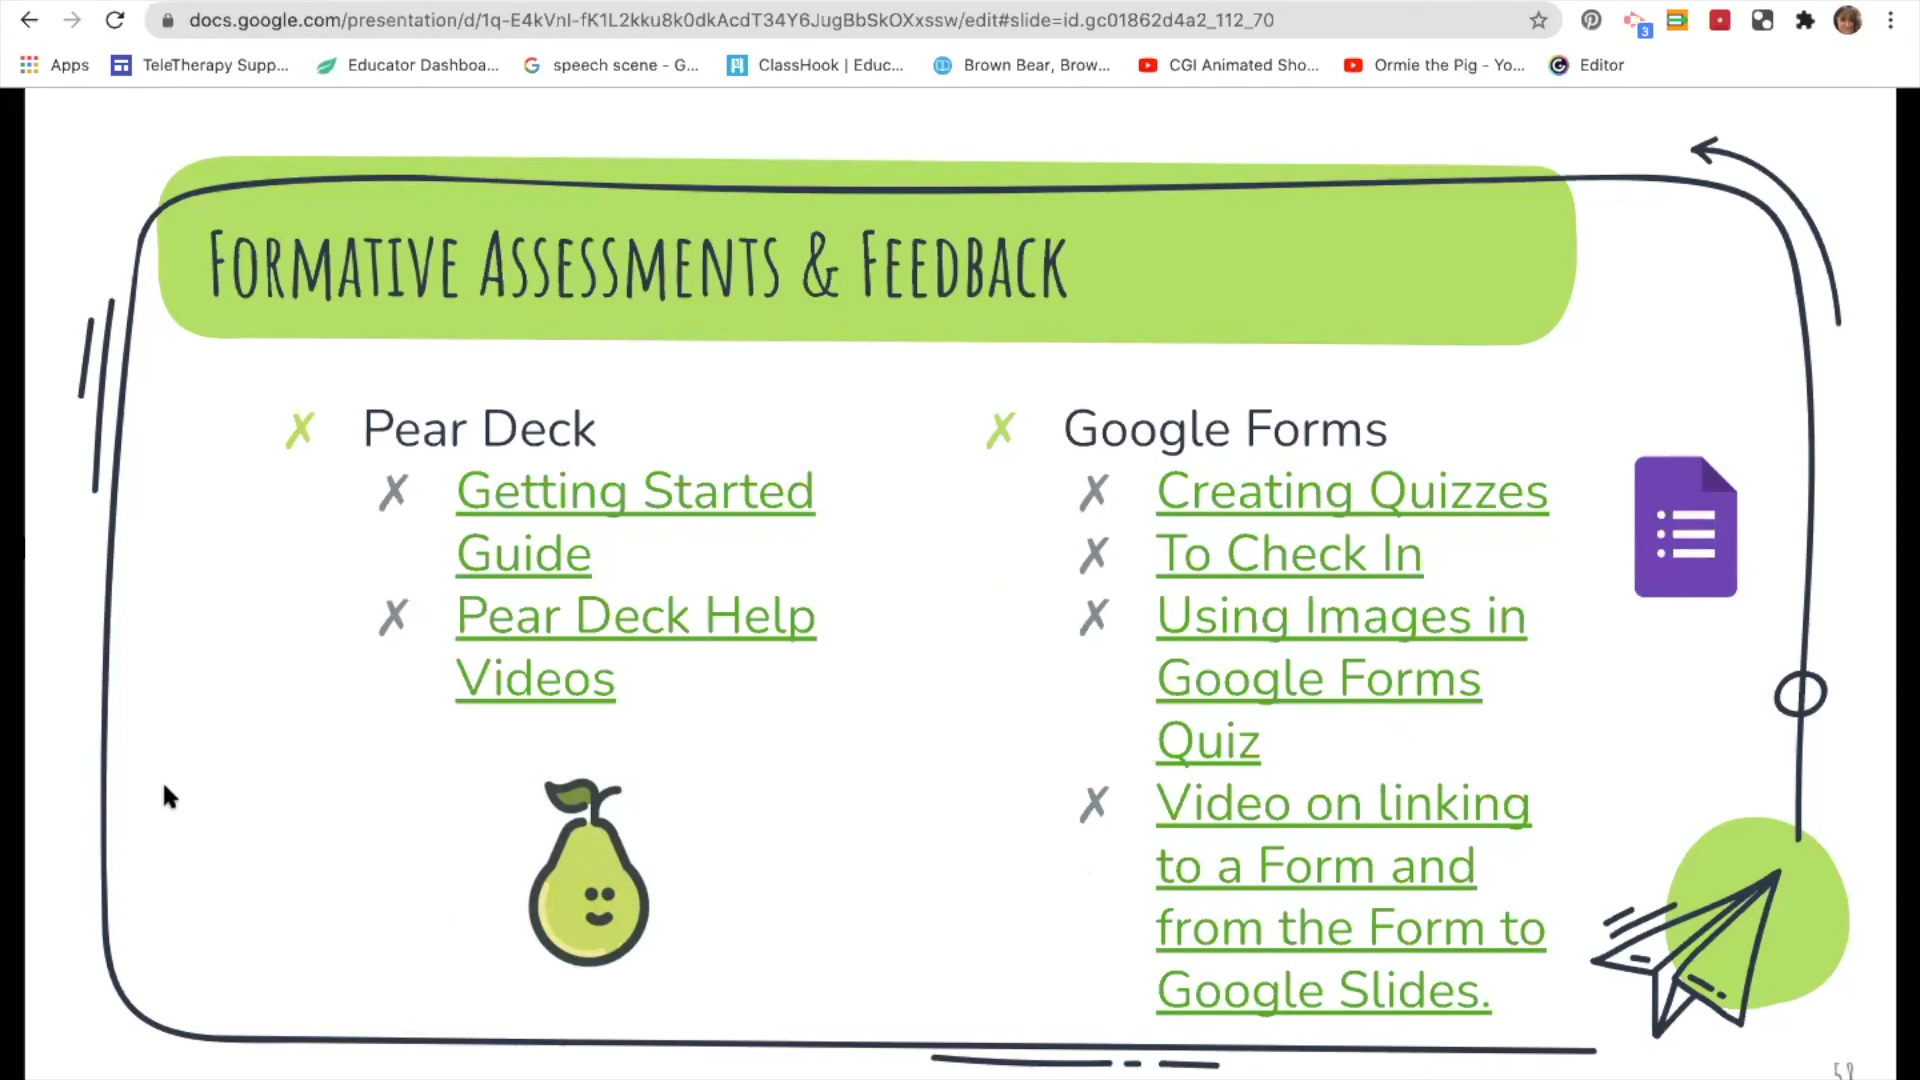 docs.google.com/presentation/d/1q-E4kVnI-fK1L2kku8k0dkAcdT34Y6JugBbSkOXxssw/edit#slide=id.gc01862d4a2_112_70
3
Apps
TeleTherapy Supp...
Educator Dashboa...
speech scene - G...
ClassHook | Educ...
Brown Bear, Brow...
CGI Animated Sho...
Ormie the Pig - Yo...
Editor
Formative Assessments & Feedback
✗ Pear Deck
✗ Getting Started
Guide
✗ Pear Deck Help
Videos
✗ Google Forms
✗ Creating Quizzes
✗ To Check In
✗ Using Images in
Google Forms
Quiz
✗ Video on linking
to a Form and
from the Form to
Google Slides.
58